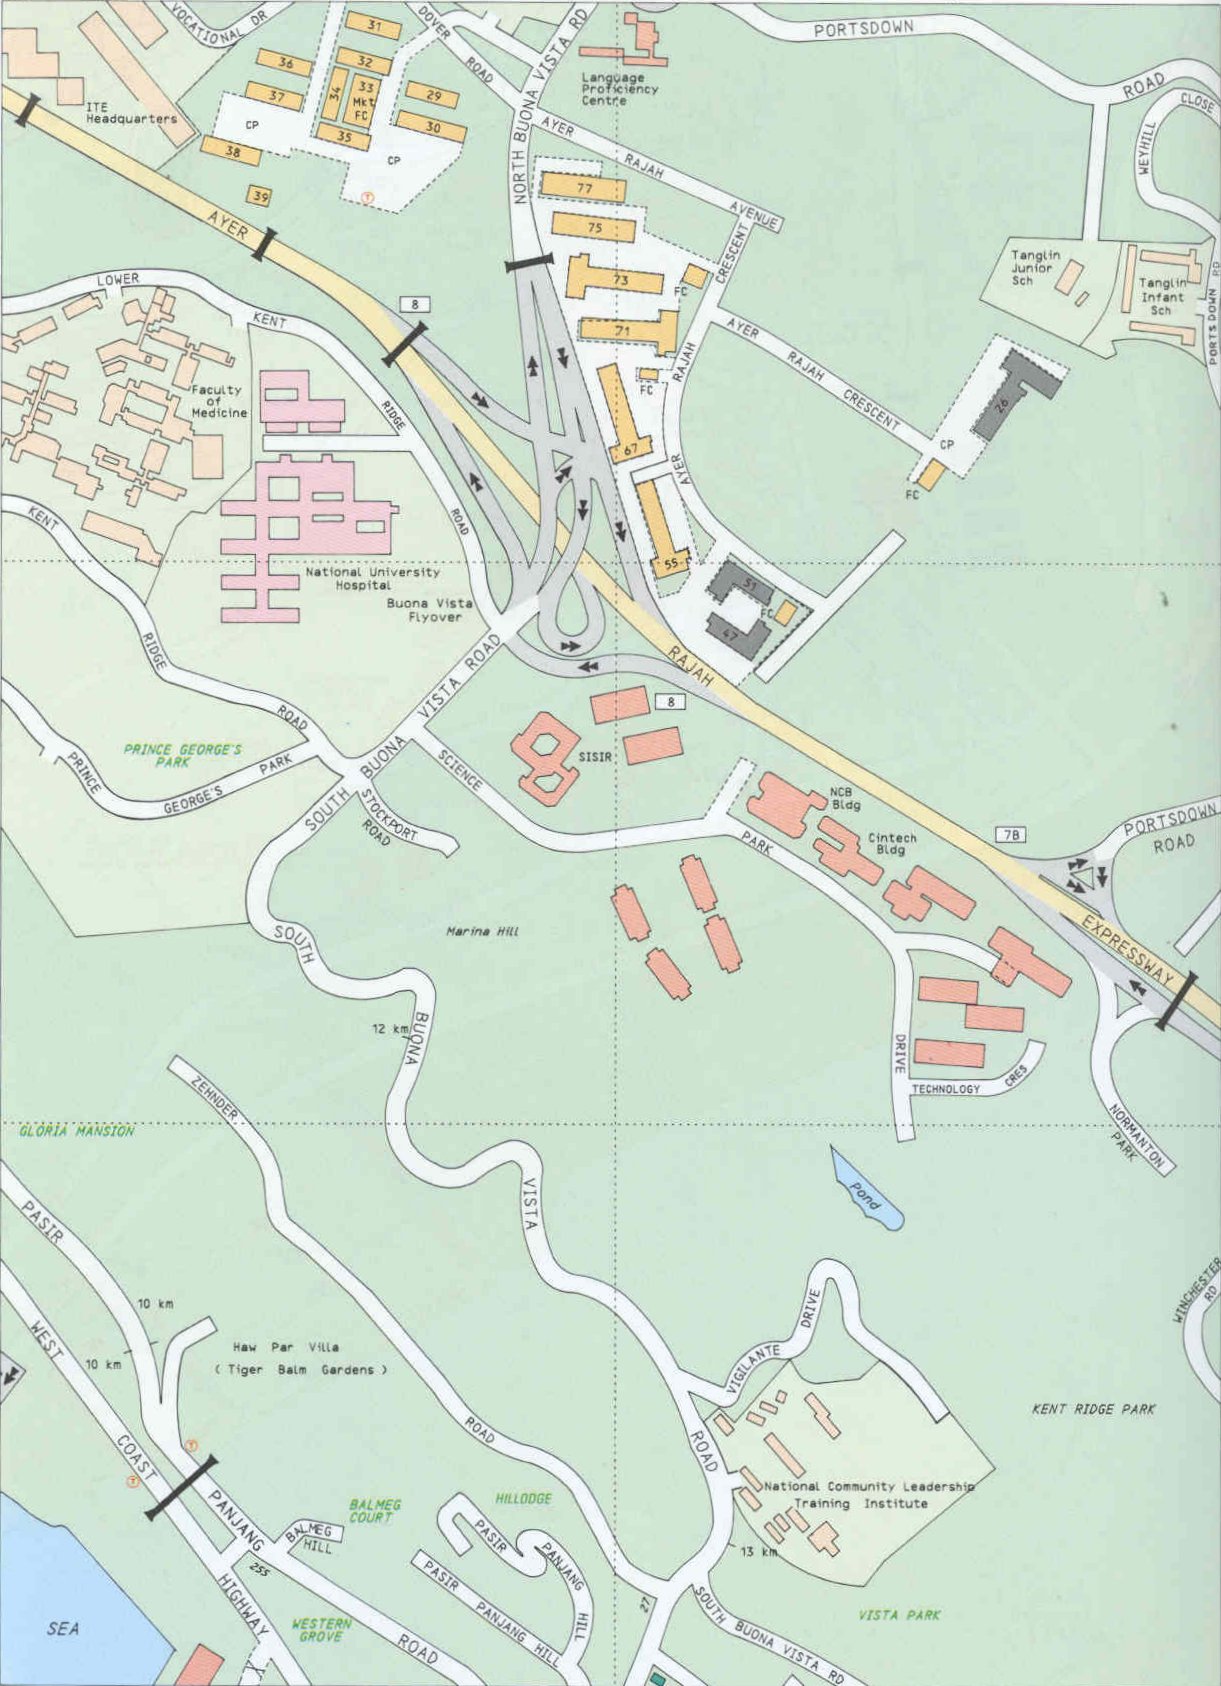 VOCATIONAL DR
31
36
32
37
34
33
Mkt
FC
29
30
35
38
39
CP
CP
T
DOVER
ROAD
NORTH BUONA VISTA RD
Language
Proficiency
Centre
PORTSDOWN
ROAD
WEYHILL
CLOSE
ITE
Headquarters
AYER
RAJAH
AVENUE
77
75
73
FC
71
FC
67
55
CRESCENT
RAJAH
AYER
AYER
RAJAH
CRESCENT
Tanglin
Junior
Sch
Tanglin
Infant
Sch
PORTSDOWN RD
26
CP
FC
51
FC
47
AYER
8
LOWER
KENT
RIDGE
ROAD
Faculty
of
Medicine
KENT
RIDGE
ROAD
National University
Hospital
Buona Vista
Flyover
RAJAH
8
SOUTH
BUONA
VISTA
ROAD
PRINCE GEORGE'S
PARK
PRINCE
GEORGE'S
PARK
SCIENCE
STOCKPORT
ROAD
SISIR
NCB
Bldg
Cintech
Bldg
PARK
7B
PORTSDOWN
ROAD
EXPRESSWAY
Marina Hill
SOUTH
12 km
BUONA
DRIVE
TECHNOLOGY
CRES
NORMANTON
PARK
ZEHNDER
GLORIA MANSION
VISTA
Pond
PASIR
10 km
10 km
WEST
Haw Par Villa
( Tiger Balm Gardens )
DRIVE
VIGILANTE
WINCHESTER
RD
KENT RIDGE PARK
COAST
T
T
ROAD
ROAD
National Community Leadership
Training Institute
PANJANG
BALMEG
HILL
BALMEG
COURT
HILLODGE
PASIR
PANJANG
HILL
PASIR
PANJANG
HILL
13 km
255
HIGHWAY
27
SOUTH
BUONA
VISTA
RD
VISTA PARK
SEA
WESTERN
GROVE
ROAD